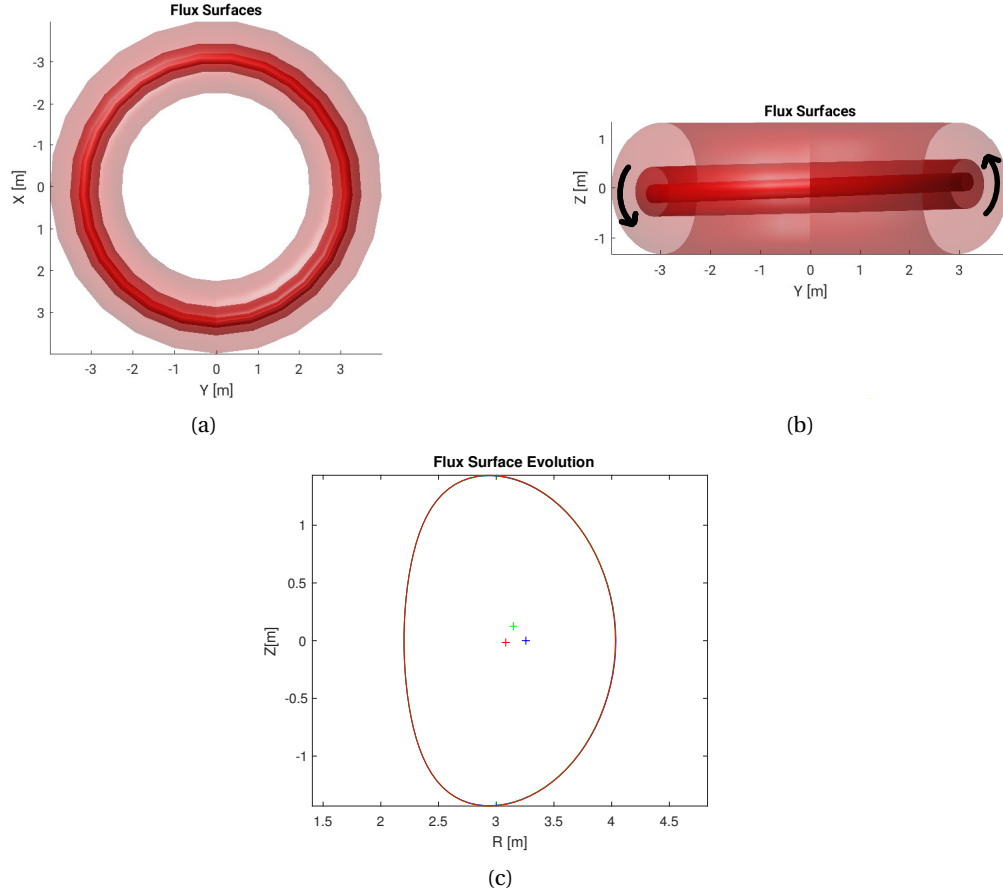 Flux Surfaces
X [m]
-3
-2
-1
0
1
2
3
-3 -2 -1 0 1 2 3
Y [m]
(a)
Flux Surfaces
Z [m]
1
0
-1
-3 -2 -1 0 1 2 3
Y [m]
(b)
Flux Surface Evolution
Z[m]
1
0.5
0
-0.5
-1
1.5 2 2.5 3 3.5 4 4.5
R [m]
(c)